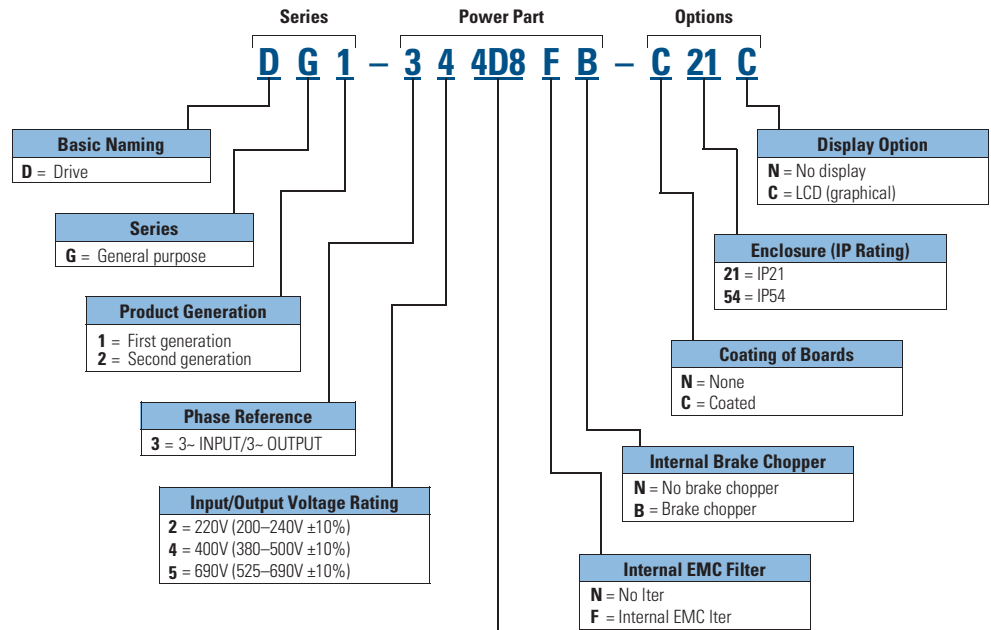 Series Power Part Options
D G 1 – 3 4 4D8 F B – C 21 C
Basic Naming
D = Drive
Series
G = General purpose
Product Generation
1 = First generation
2 = Second generation
Phase Reference
3 = 3~ INPUT/3~ OUTPUT
Input/Output Voltage Rating
2 = 220V (200–240V ±10%)
4 = 400V (380–500V ±10%)
5 = 690V (525–690V ±10%)
Display Option
N = No display
C = LCD (graphical)
Enclosure (IP Rating)
21 = IP21
54 = IP54
Coating of Boards
N = None
C = Coated
Internal Brake Chopper
N = No brake chopper
B = Brake chopper
Internal EMC Filter
N = No lter
F = Internal EMC lter